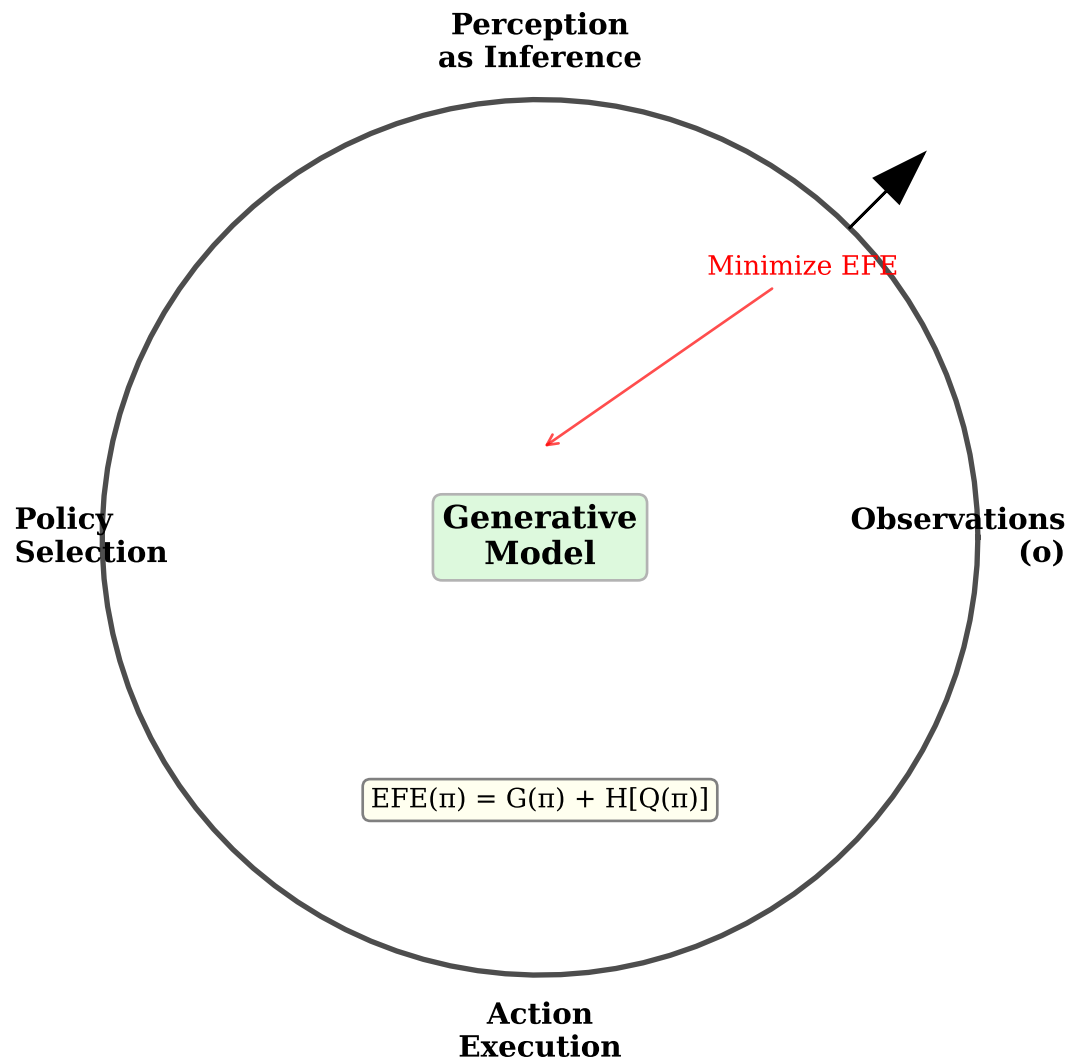 Perception
as Inference
Minimize EFE
Policy
Selection
Generative
Model
Observations
(o)
EFE(π) = G(π) + H[Q(π)]
Action
Execution